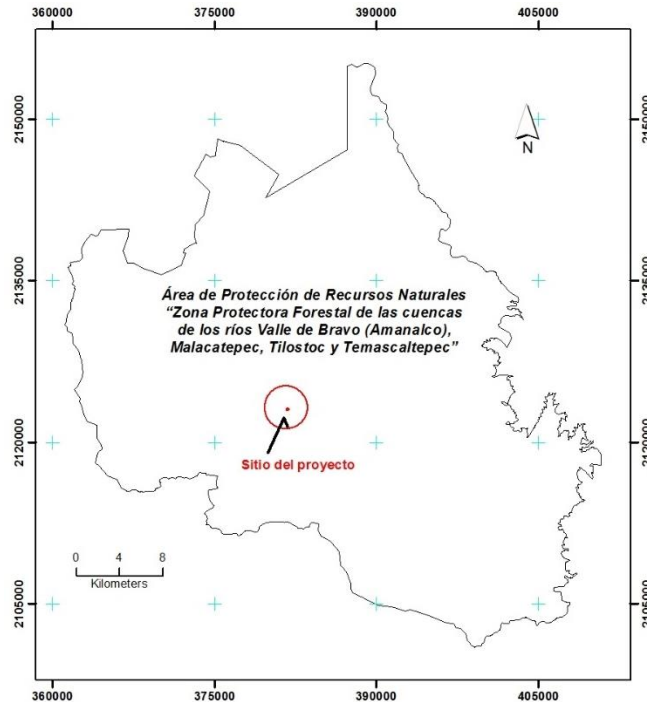 360000 375000 390000 405000
2150000 2150000
N
2135000 2135000
Área de Protección de Recursos Naturales
“Zona Protectora Forestal de las cuencas
de los ríos Valle de Bravo (Amanalco),
Malacatepec, Tilostoc y Temascaltepec”
2120000 2120000
Sitio del proyecto
0 4 8
Kilometers
2105000 2105000
360000 375000 390000 405000